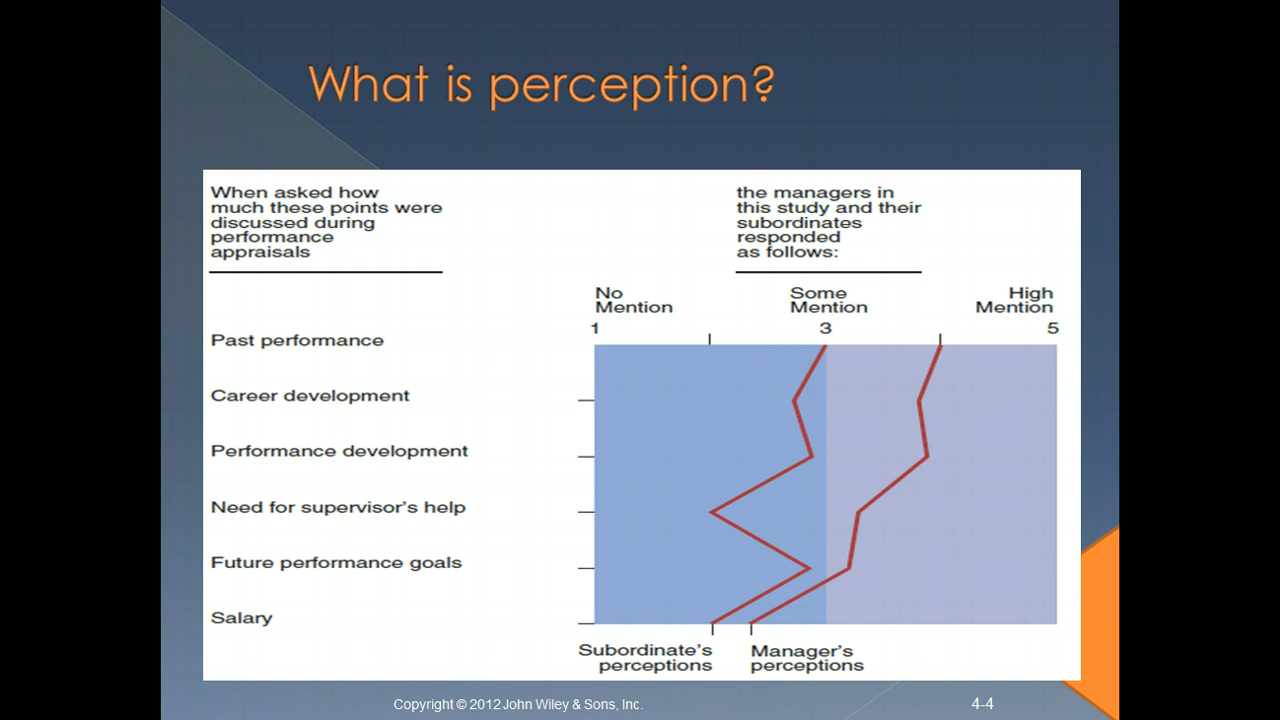 What is perception?
When asked how
much these points were
discussed during
performance
appraisals
the managers in
this study and their
subordinates
responded
as follows:
No
Mention
Some
Mention
High
Mention
1
3
5
Past performance
Career development
Performance development
Need for supervisor's help
Future performance goals
Salary
Subordinate's
perceptions
Manager's
perceptions
Copyright © 2012 John Wiley & Sons, Inc.
4-4